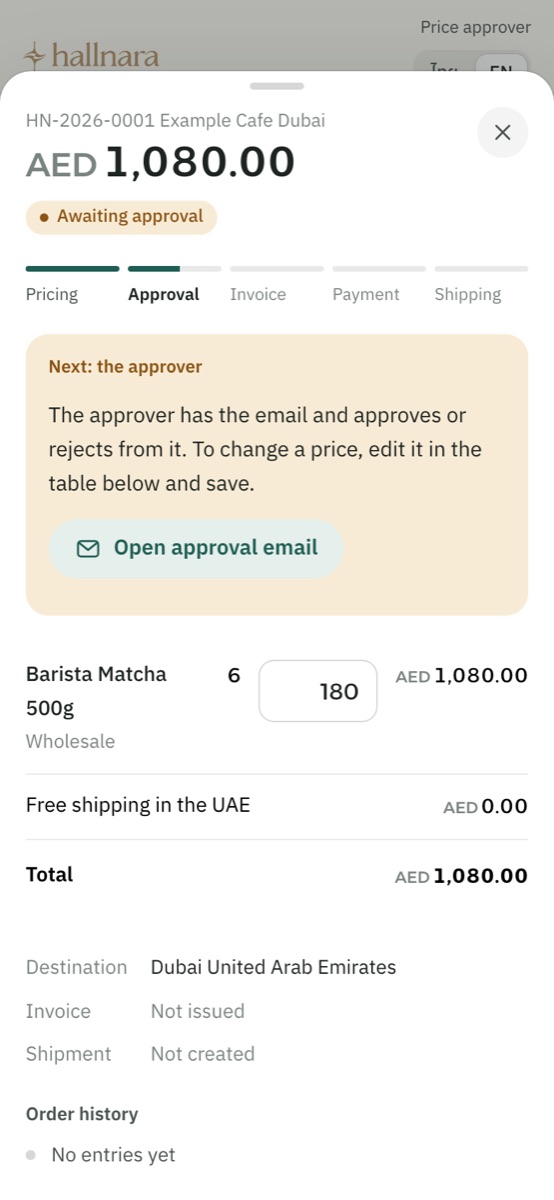 Price approver
hallnara
EN
HN-2026-0001 Example Cafe Dubai
AED 1,080.00
Awaiting approval
Pricing
Approval
Invoice
Payment
Shipping
Next: the approver
The approver has the email and approves or
rejects from it. To change a price, edit it in the
table below and save.
Open approval email
Barista Matcha 6 180 AED 1,080.00
500g
Wholesale
Free shipping in the UAE AED 0.00
Total AED 1,080.00
Destination Dubai United Arab Emirates
Invoice Not issued
Shipment Not created
Order history
No entries yet